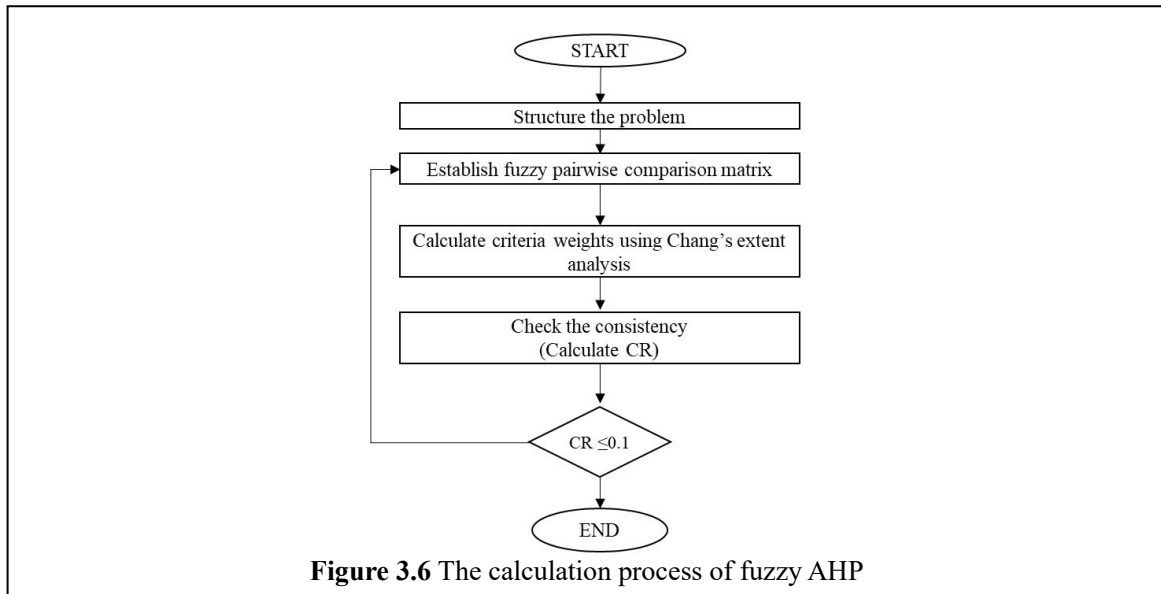 START
Structure the problem
Establish fuzzy pairwise comparison matrix
Calculate criteria weights using Chang’s extent
analysis
Check the consistency
(Calculate CR)
CR ≤0.1
END
Figure 3.6 The calculation process of fuzzy AHP